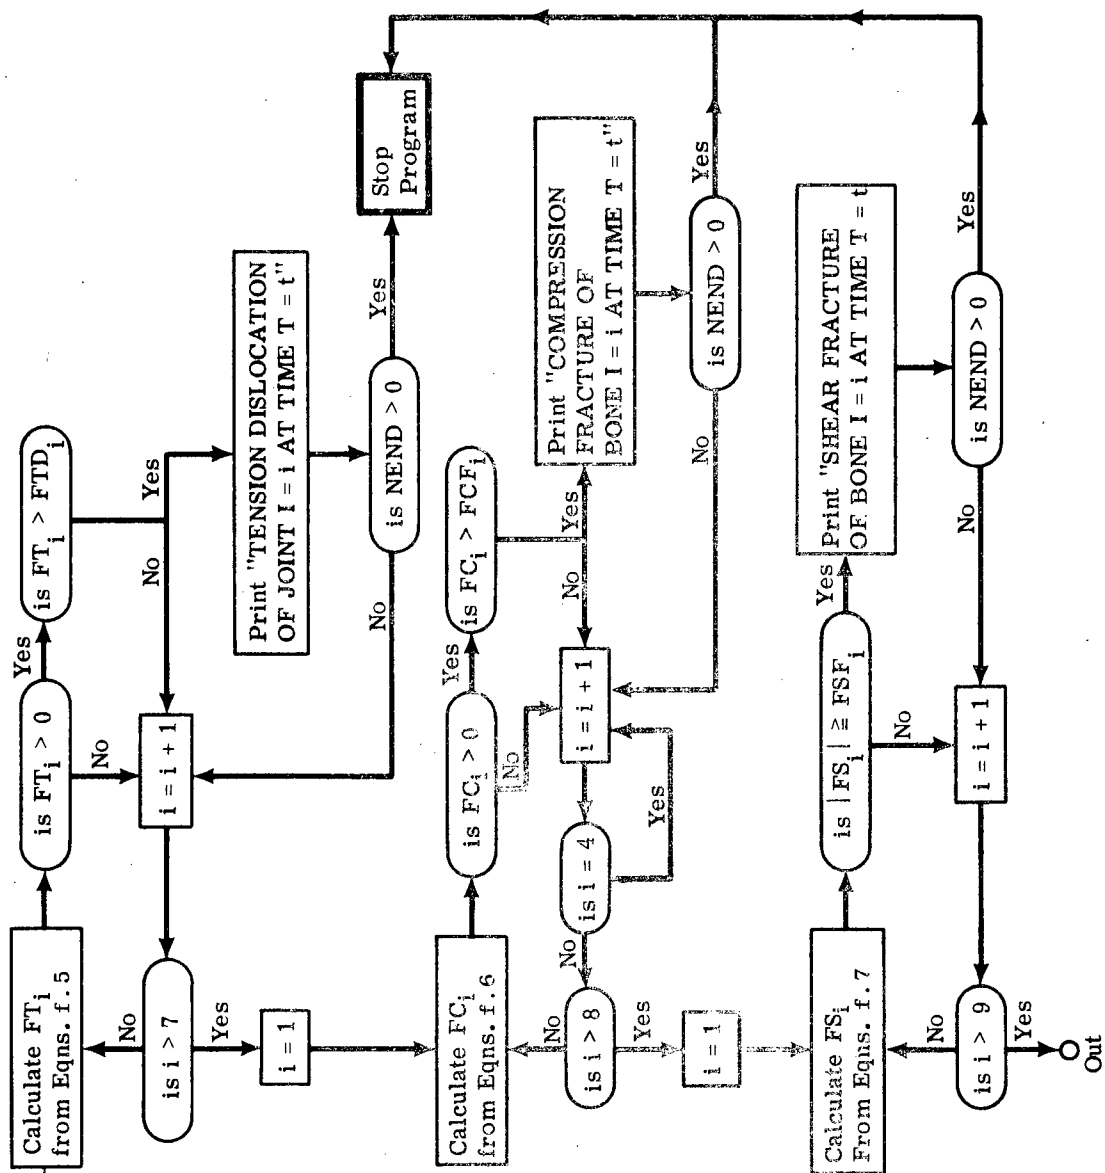 Calculate FT_i
from Eqns. f.5
is FT_i > 0
Yes
No
is FT_i > FTD_i
Yes
No
i = i + 1
Print "TENSION DISLOCATION
OF JOINT I = i AT TIME T = t"
is NEND > 0
Yes
No
Stop
Program
is i > 7
No
Yes
i = 1
Calculate FC_i
from Eqns. f.6
is FC_i > 0
Yes
No
is FC_i > FCF_i
Yes
No
i = i + 1
Print "COMPRESSION
FRACTURE OF
BONE I = i AT TIME T = t"
is NEND > 0
Yes
No
is i = 4
Yes
No
is i > 8
No
Yes
i = 1
Calculate FS_i
From Eqns. f.7
is |FS_i| ≥ FSF_i
Yes
No
Print "SHEAR FRACTURE
OF BONE I = i AT TIME T = t
is NEND > 0
Yes
No
i = i + 1
is i > 9
No
Yes
Out